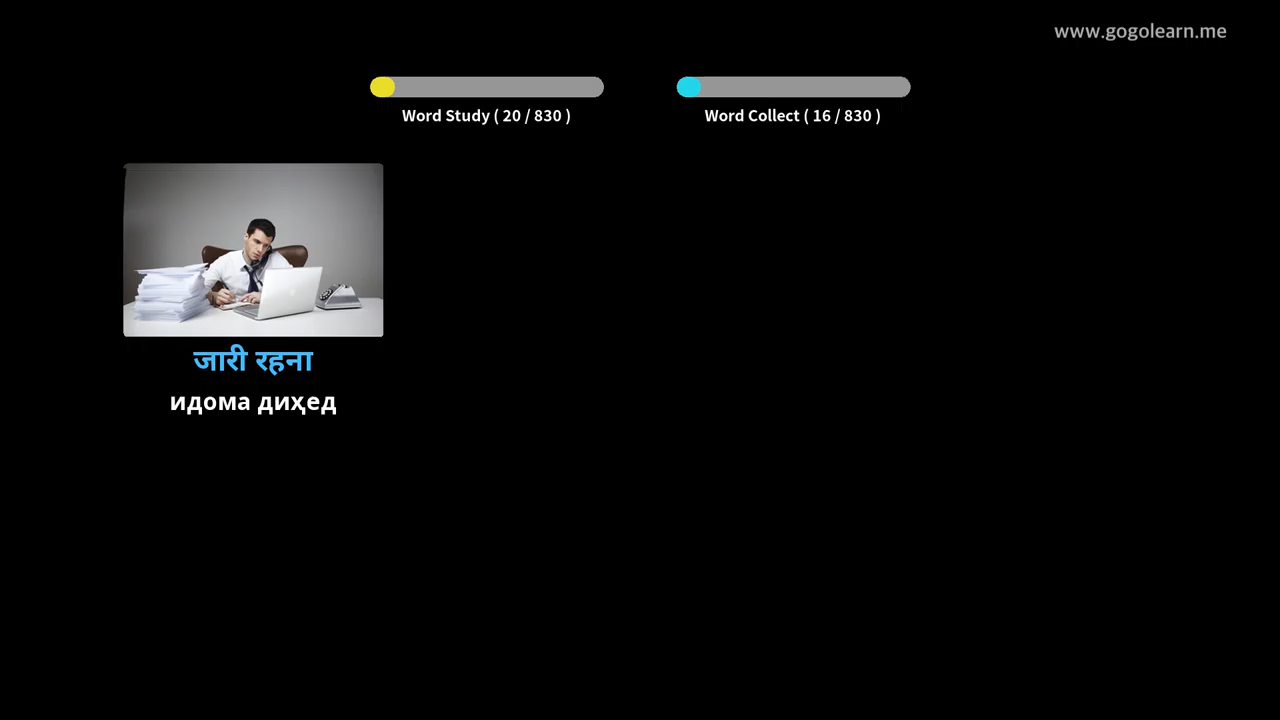 www.gogolearn.me
Word Study ( 20 / 830 )
Word Collect ( 16 / 830 )
जारी रहना
идома диҳед